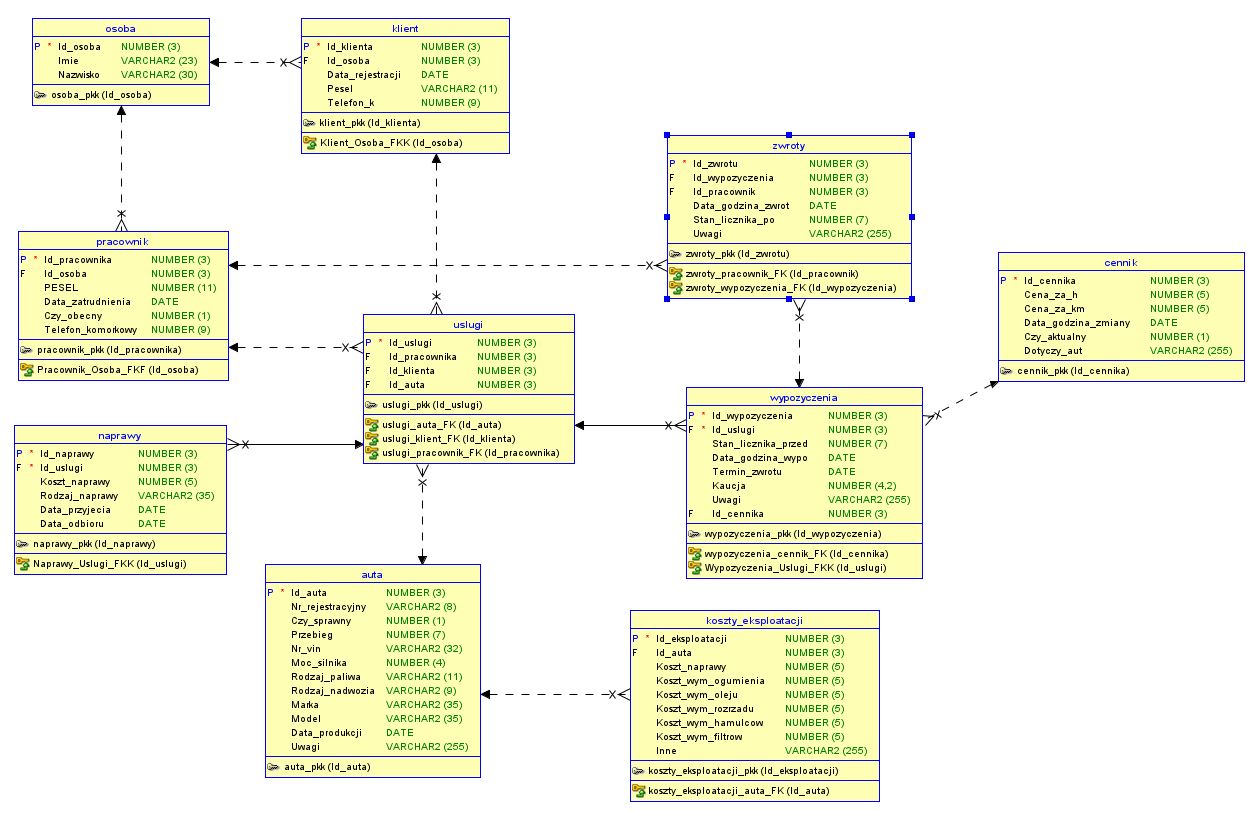 osoba
P * Id_osoba NUMBER (3)
Imie VARCHAR2 (23)
Nazwisko VARCHAR2 (30)
osoba_pkk (Id_osoba)
klient
P * Id_klienta NUMBER (3)
F Id_osoba NUMBER (3)
Data_rejestracji DATE
Pesel VARCHAR2 (11)
Telefon_k NUMBER (9)
klient_pkk (Id_klienta)
Klient_Osoba_FKK (Id_osoba)
zwroty
P * Id_zwrotu NUMBER (3)
F Id_wypozyczenia NUMBER (3)
F Id_pracownik NUMBER (3)
Data_godzina_zwrot DATE
Stan_licznika_po NUMBER (7)
Uwagi VARCHAR2 (255)
zwroty_pkk (Id_zwrotu)
zwroty_pracownik_FK (Id_pracownik)
zwroty_wypozyczenia_FK (Id_wypozyczenia)
pracownik
P * Id_pracownika NUMBER (3)
F Id_osoba NUMBER (3)
PESEL NUMBER (11)
Data_zatrudnienia DATE
Czy_obecny NUMBER (1)
Telefon_komorkowy NUMBER (9)
pracownik_pkk (Id_pracownika)
Pracownik_Osoba_FKF (Id_osoba)
cennik
P * Id_cennika NUMBER (3)
Cena_za_h NUMBER (5)
Cena_za_km NUMBER (5)
Data_godzina_zmiany DATE
Czy_aktualny NUMBER (1)
Dotyczy_aut VARCHAR2 (255)
cennik_pkk (Id_cennika)
uslugi
P * Id_uslugi NUMBER (3)
F Id_pracownika NUMBER (3)
F Id_klienta NUMBER (3)
F Id_auta NUMBER (3)
uslugi_pkk (Id_uslugi)
uslugi_auta_FK (Id_auta)
uslugi_klient_FK (Id_klienta)
uslugi_pracownik_FK (Id_pracownika)
wypozyczenia
P * Id_wypozyczenia NUMBER (3)
F * Id_uslugi NUMBER (3)
Stan_licznika_przed NUMBER (7)
Data_godzina_wypo DATE
Termin_zwrotu DATE
Kaucja NUMBER (4,2)
Uwagi VARCHAR2 (255)
F Id_cennika NUMBER (3)
wypozyczenia_pkk (Id_wypozyczenia)
wypozyczenia_cennik_FK (Id_cennika)
Wypozyczenia_Uslugi_FKK (Id_uslugi)
naprawy
P * Id_naprawy NUMBER (3)
F * Id_uslugi NUMBER (3)
Koszt_naprawy NUMBER (5)
Rodzaj_naprawy VARCHAR2 (35)
Data_przyjecia DATE
Data_odbioru DATE
naprawy_pkk (Id_naprawy)
Naprawy_Uslugi_FKK (Id_uslugi)
auta
P * Id_auta NUMBER (3)
Nr_rejestracyjny VARCHAR2 (8)
Czy_sprawny NUMBER (1)
Przebieg NUMBER (7)
Nr_vin VARCHAR2 (32)
Moc_silnika NUMBER (4)
Rodzaj_paliwa VARCHAR2 (11)
Rodzaj_nadwozia VARCHAR2 (9)
Marka VARCHAR2 (35)
Model VARCHAR2 (35)
Data_produkcji DATE
Uwagi VARCHAR2 (255)
auta_pkk (Id_auta)
koszty_eksploatacji
P * Id_eksploatacji NUMBER (3)
F Id_auta NUMBER (3)
Koszt_naprawy NUMBER (5)
Koszt_wym_ogumienia NUMBER (5)
Koszt_wym_oleju NUMBER (5)
Koszt_wym_rozrzadu NUMBER (5)
Koszt_wym_hamulcow NUMBER (5)
Koszt_wym_filtrow NUMBER (5)
Inne VARCHAR2 (255)
koszty_eksploatacji_pkk (Id_eksploatacji)
koszty_eksploatacji_auta_FK (Id_auta)